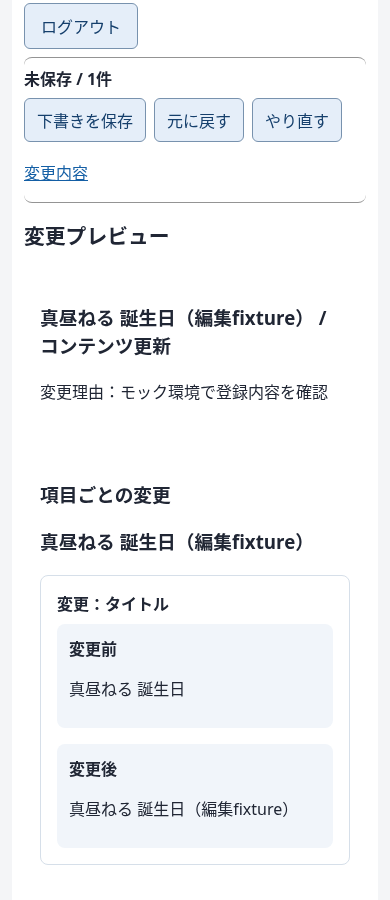 ログアウト
未保存 / 1件
下書きを保存
元に戻す
やり直す
変更内容
変更プレビュー
真昼ねる 誕生日（編集fixture） /
コンテンツ更新
変更理由：モック環境で登録内容を確認
項目ごとの変更
真昼ねる 誕生日（編集fixture）
変更：タイトル
変更前
真昼ねる 誕生日
変更後
真昼ねる 誕生日（編集fixture）